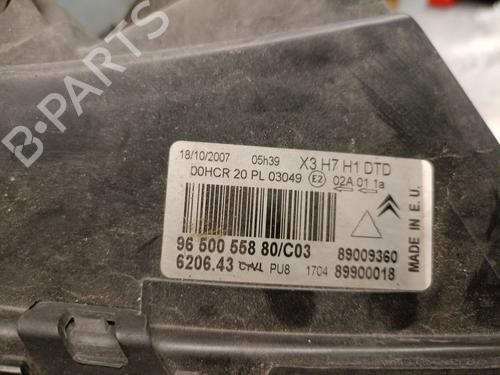 B-PARTS
18/10/2007 05h39 X3 H7 H1 DTD
00HCR 20 PL 03049 E2 02A 01 1a
96 500 558 80/C03 89009360
6206.43 PU8 1704 89900018
MADE IN E.U.